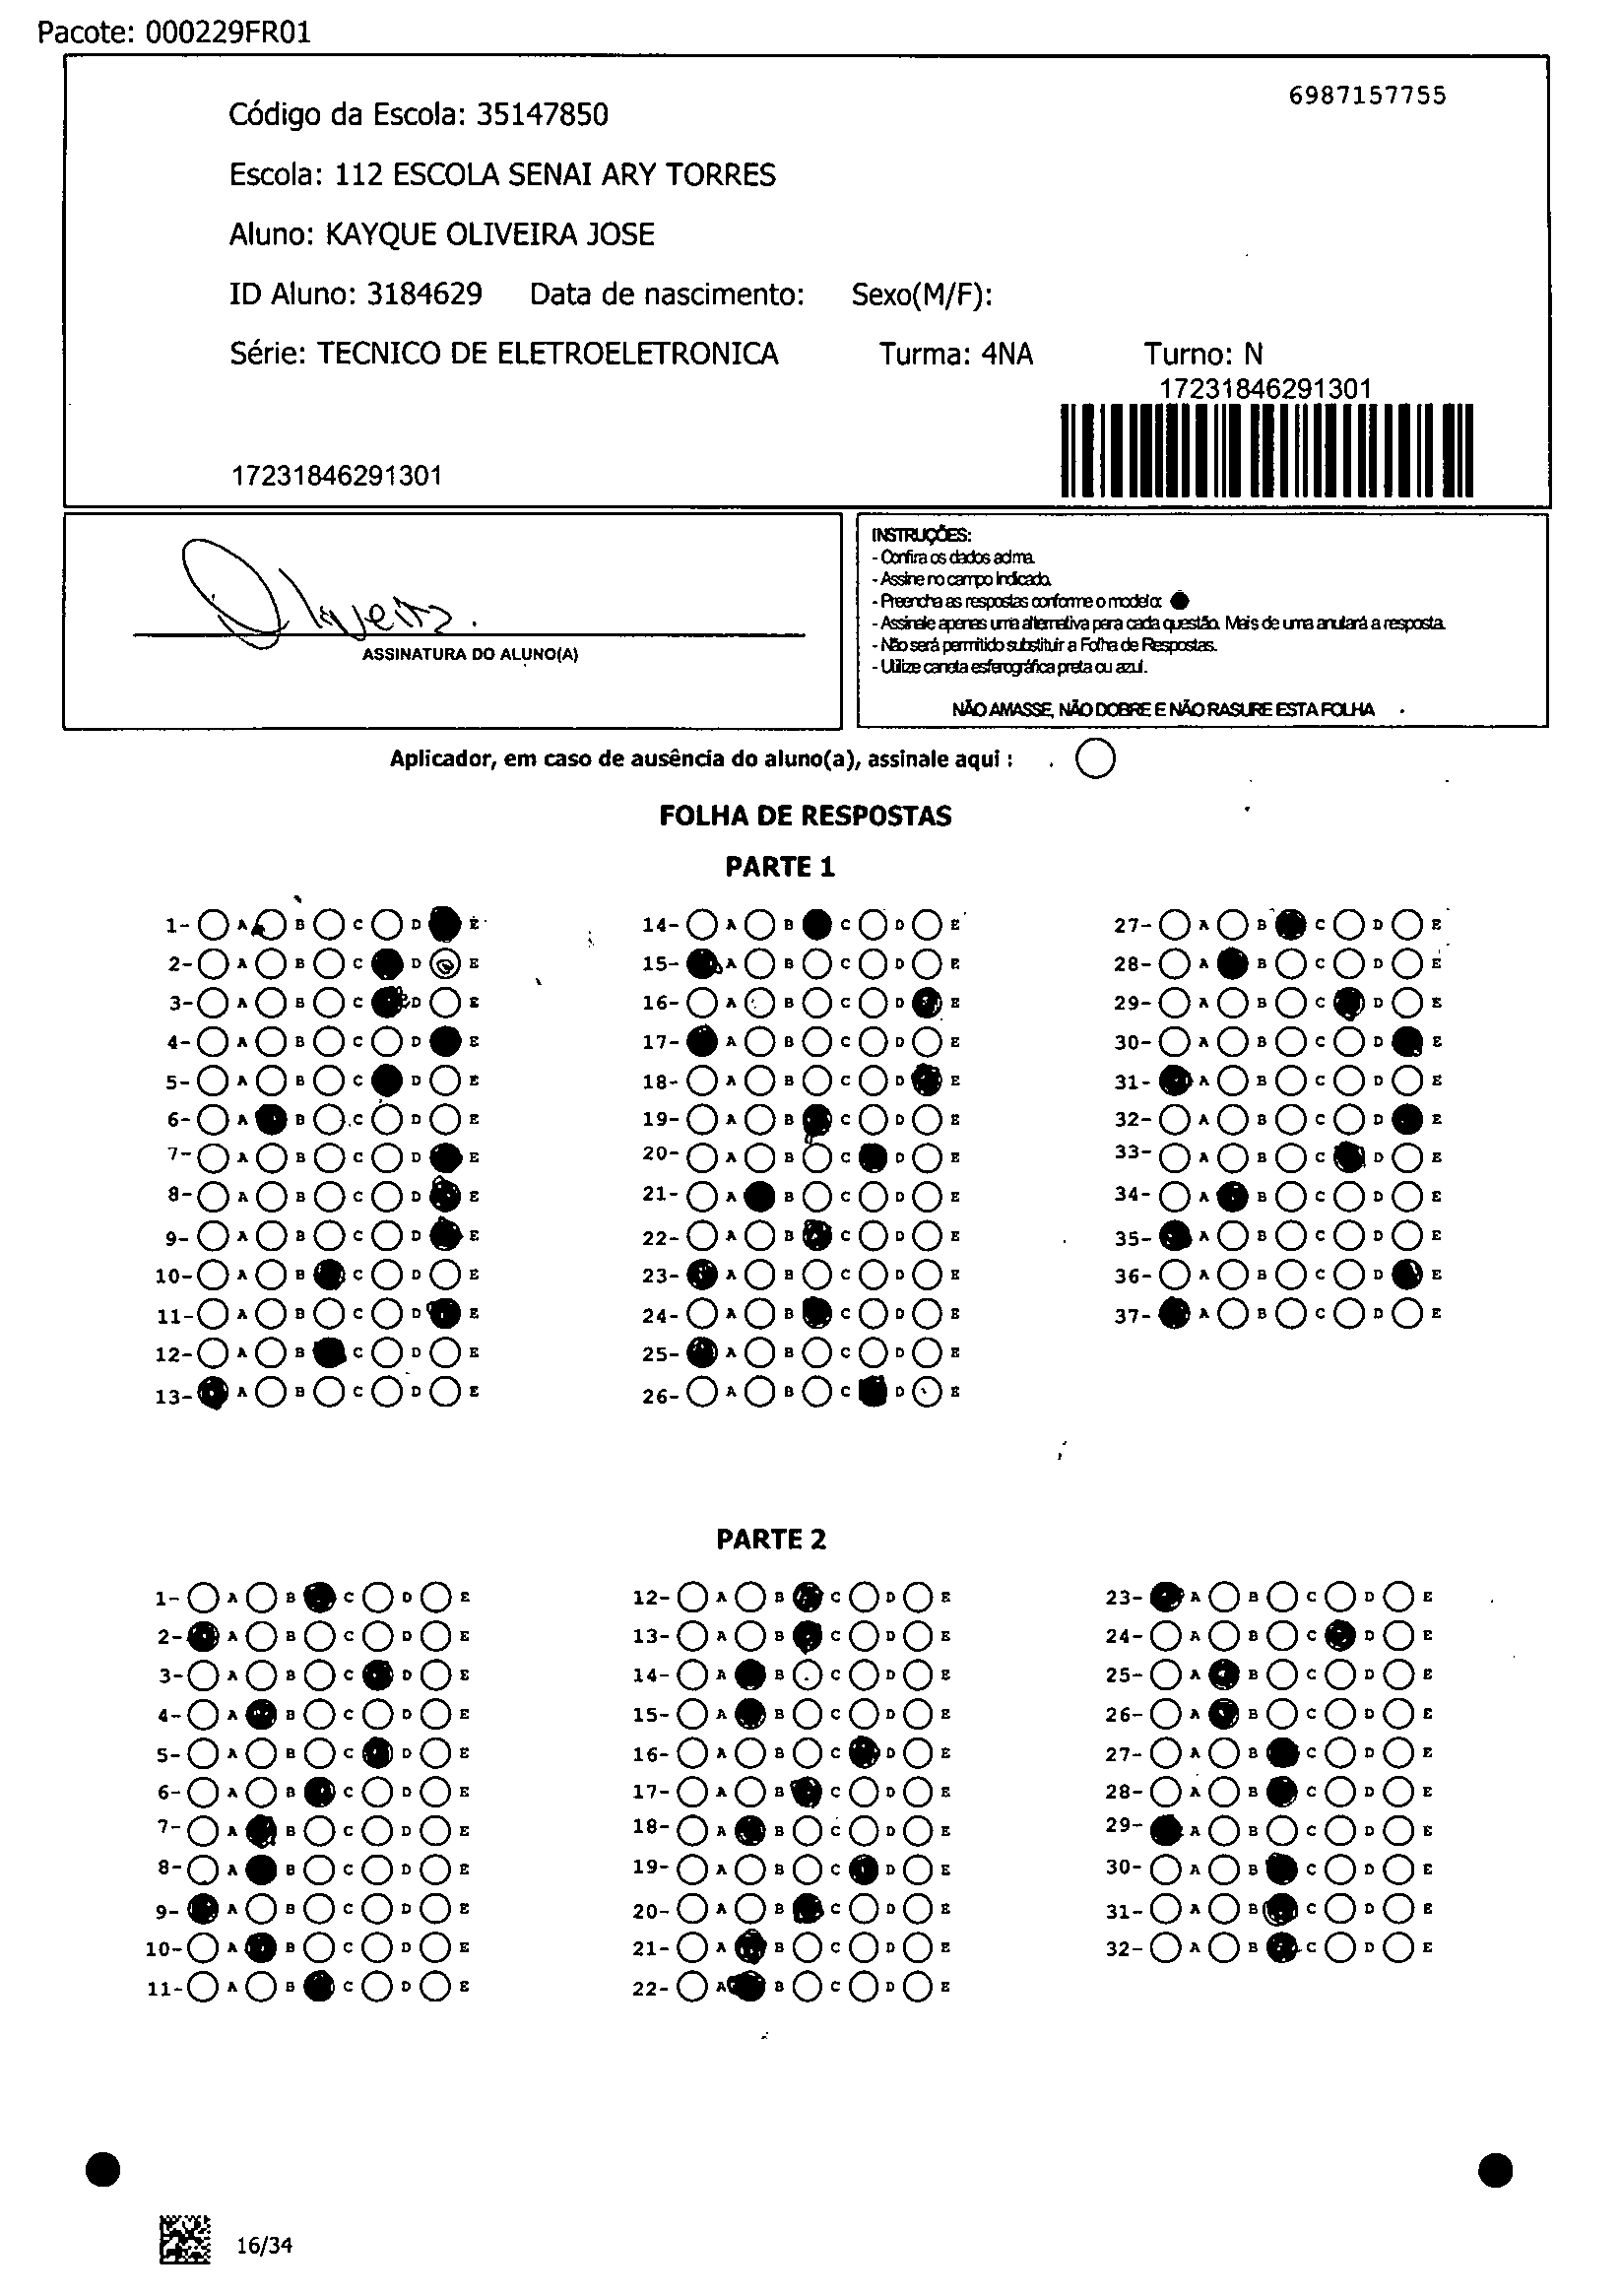 Pacote: 000229FR01
6987157755
Código da Escola: 35147850
Escola: 112 ESCOLA SENAI ARY TORRES
Aluno: KAYQUE OLIVEIRA JOSE
ID Aluno: 3184629 Data de nascimento: Sexo(M/F):
Série: TECNICO DE ELETROELETRONICA Turma: 4NA Turno: N
17231846291301
17231846291301
Oliveira.
ASSINATURA DO ALUNO(A)
INSTRUÇÕES:
- Confira os dados acima.
- Assine no campo indicado.
- Preencha as respostas conforme o modelo:
- Assinale apenas uma alternativa para cada questão. Mais de uma anulará a resposta.
- Não será permitido substituir a Folha de Respostas.
- Utilize caneta esferográfica preta ou azul.
NÃO AMASSE, NÃO DOBRE E NÃO RASURE ESTA FOLHA
Aplicador, em caso de ausência do aluno(a), assinale aqui :
FOLHA DE RESPOSTAS
PARTE 1
1- A B C D E 14- A B C D E 27- A B C D E
2- A B C D E 15- A B C D E 28- A B C D E
3- A B C D E 16- A B C D E 29- A B C D E
4- A B C D E 17- A B C D E 30- A B C D E
5- A B C D E 18- A B C D E 31- A B C D E
6- A B C D E 19- A B C D E 32- A B C D E
7- A B C D E 20- A B C D E 33- A B C D E
8- A B C D E 21- A B C D E 34- A B C D E
9- A B C D E 22- A B C D E 35- A B C D E
10- A B C D E 23- A B C D E 36- A B C D E
11- A B C D E 24- A B C D E 37- A B C D E
12- A B C D E 25- A B C D E
13- A B C D E 26- A B C D E
PARTE 2
1- A B C D E 12- A B C D E 23- A B C D E
2- A B C D E 13- A B C D E 24- A B C D E
3- A B C D E 14- A B C D E 25- A B C D E
4- A B C D E 15- A B C D E 26- A B C D E
5- A B C D E 16- A B C D E 27- A B C D E
6- A B C D E 17- A B C D E 28- A B C D E
7- A B C D E 18- A B C D E 29- A B C D E
8- A B C D E 19- A B C D E 30- A B C D E
9- A B C D E 20- A B C D E 31- A B C D E
10- A B C D E 21- A B C D E 32- A B C D E
11- A B C D E 22- A B C D E
16/34